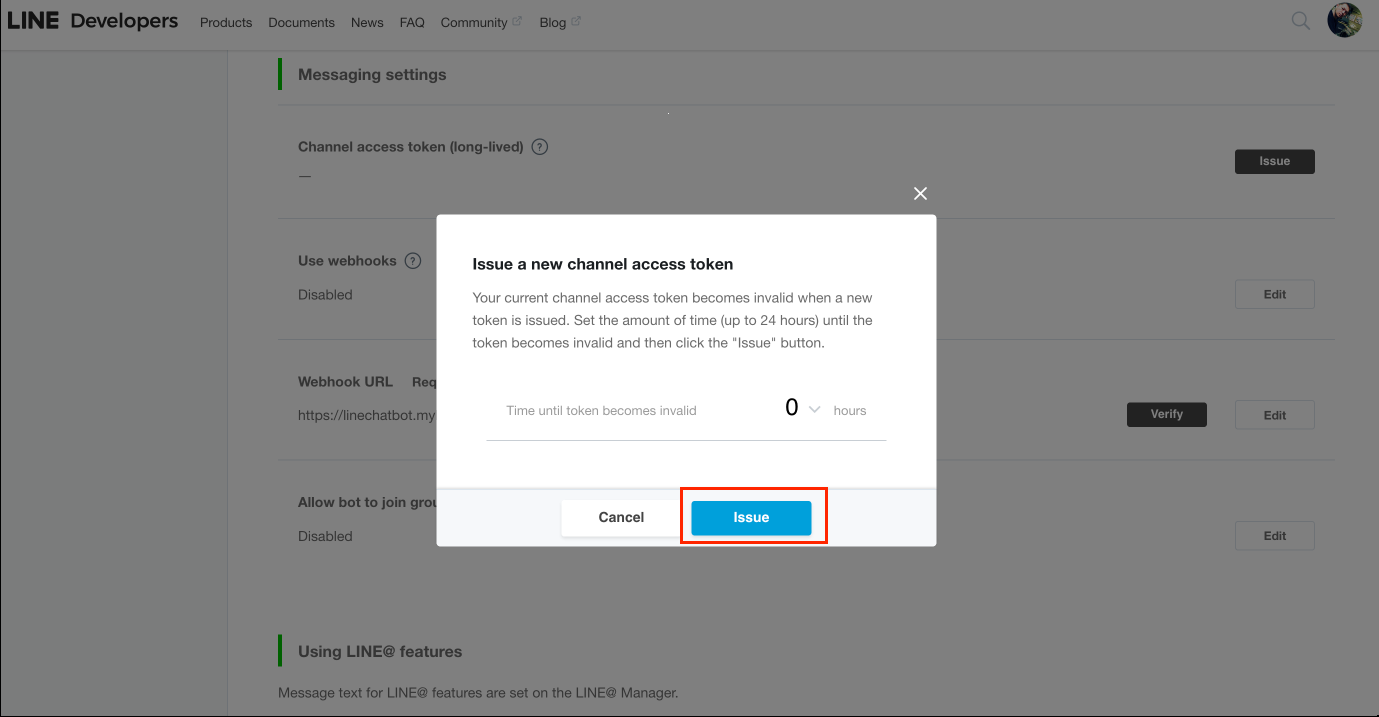 LINE Developers Products Documents News FAQ Community Blog
Messaging settings
Channel access token (long-lived) ?
—
Issue
Use webhooks ?
Disabled
Edit
Webhook URL
https://linechatbot.my
Verify Edit
Allow bot to join
Disabled
Edit
Issue a new channel access token
Your current channel access token becomes invalid when a new
token is issued. Set the amount of time (up to 24 hours) until the
token becomes invalid and then click the "Issue" button.
Time until token becomes invalid 0 hours
Cancel Issue
Using LINE@ features
Message text for LINE@ features are set on the LINE@ Manager.